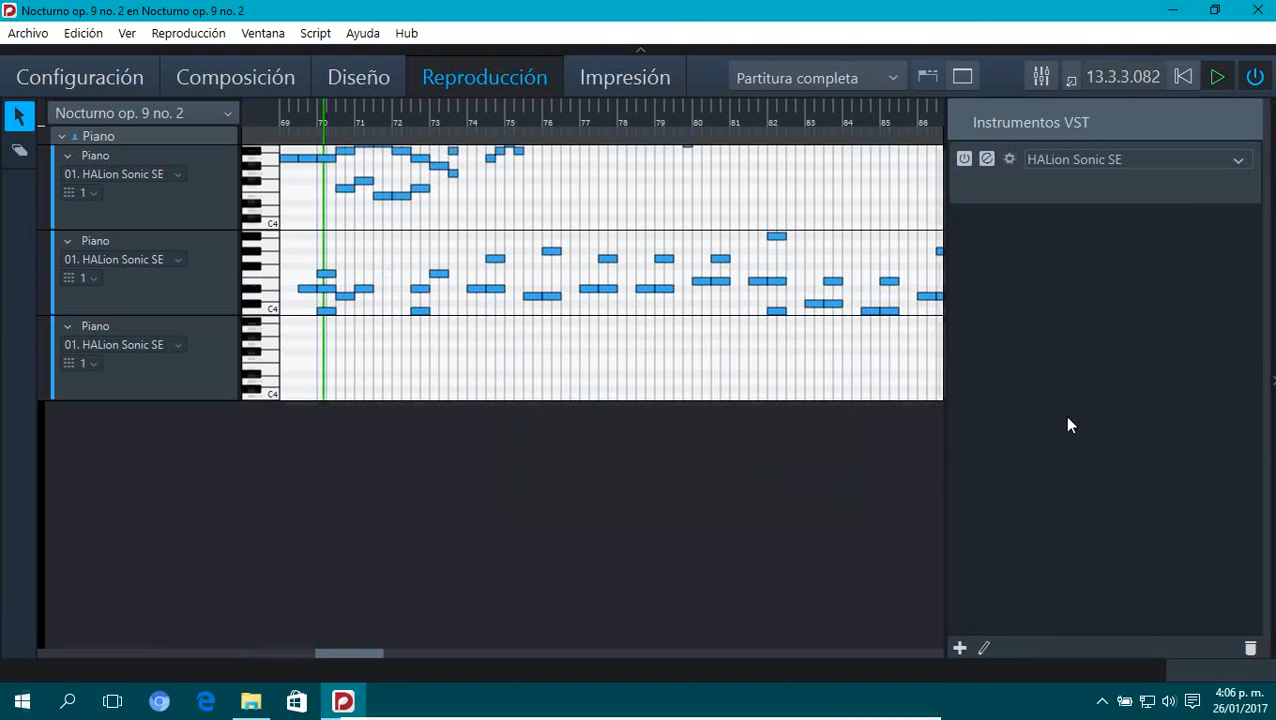 Nocturno op. 9 no. 2 en Nocturno op. 9 no. 2
Archivo Edición Ver Reproducción Ventana Script Ayuda Hub
Configuración Composición Diseño Reproducción Impresión Partitura completa 13.3.3.082
Nocturno op. 9 no. 2
69 70 71 72 73 74 75 76 77 78 79 80 81 82 83 84 85 86
Instrumentos VST
Piano
Piano
01. HALion Sonic SE
1
C4
HALion Sonic SE
Piano
01. HALion Sonic SE
1
C4
Piano
01. HALion Sonic SE
1
C4
4:06 p. m.
26/01/2017